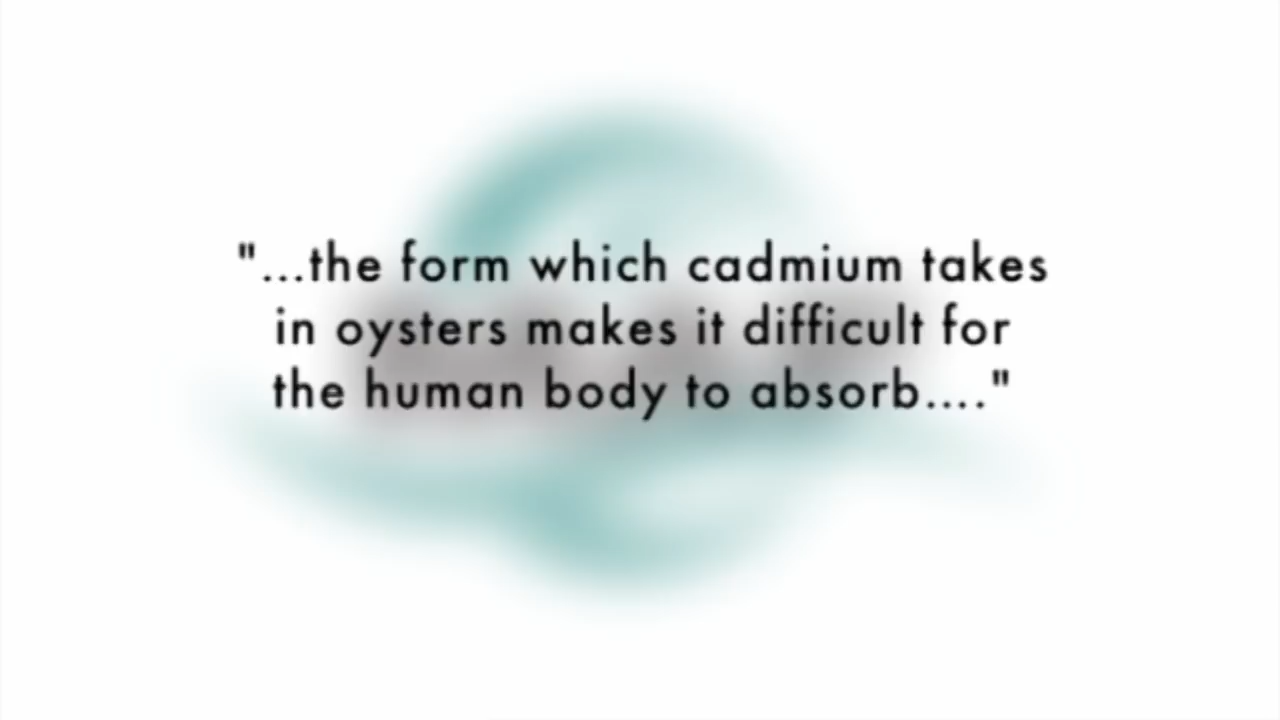 "...the form which cadmium takes
in oysters makes it difficult for
the human body to absorb...."